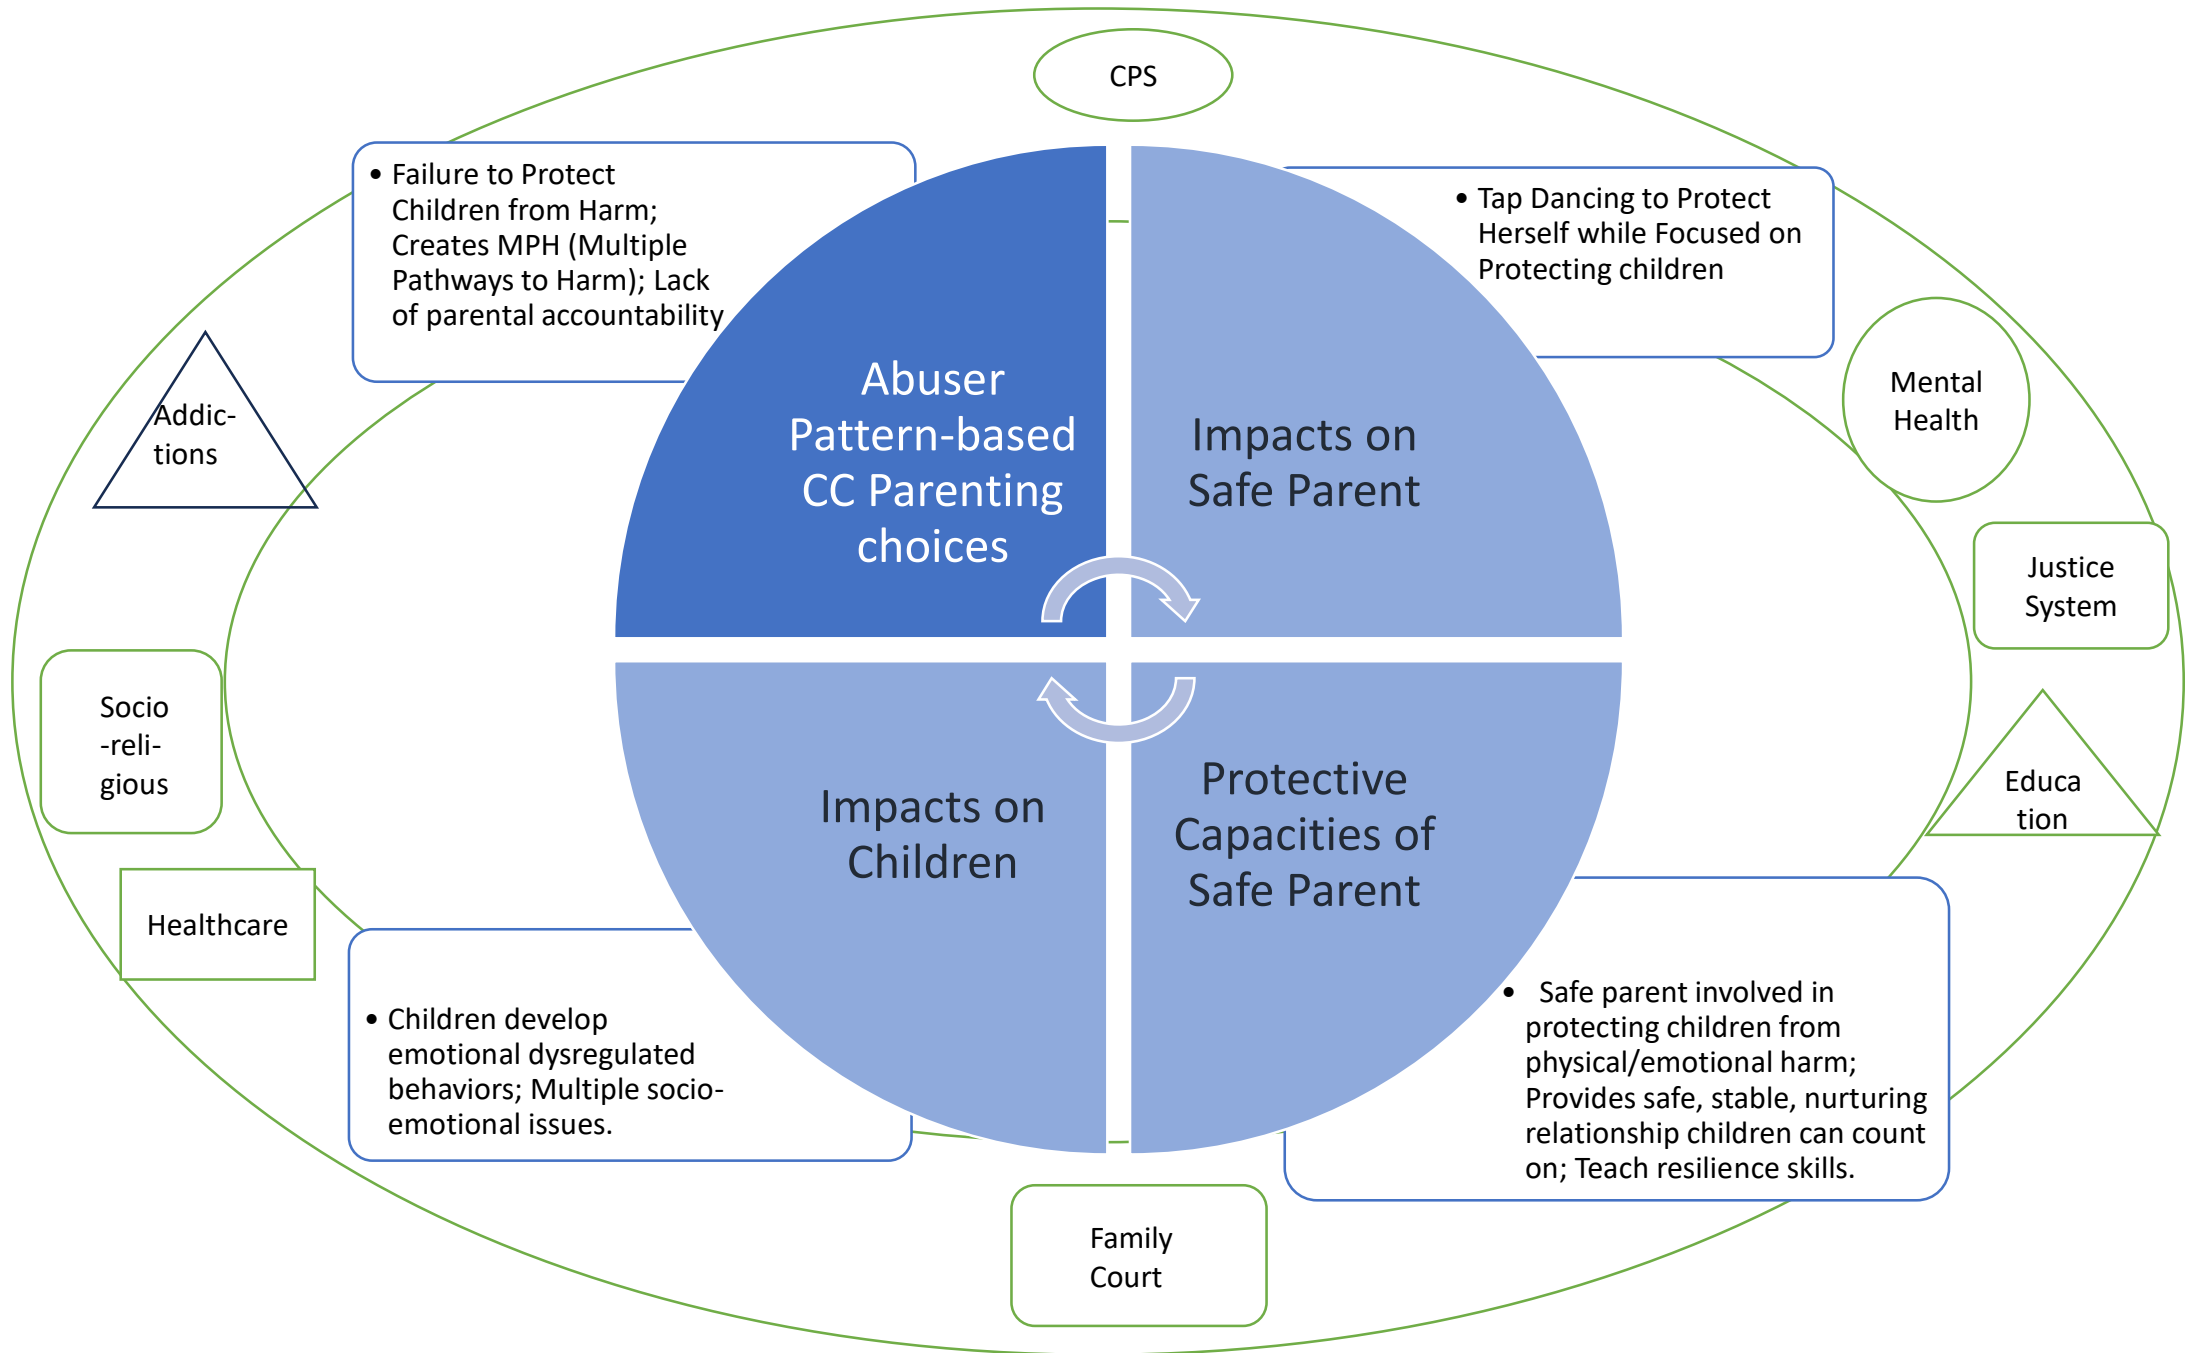 CPS
• Failure to Protect
Children from Harm;
Creates MPH (Multiple
Pathways to Harm); Lack
of parental accountability
• Tap Dancing to Protect
Herself while Focused on
Protecting children
Addic-
tions
Abuser
Pattern-based
CC Parenting
choices
Impacts on
Safe Parent
Mental
Health
Justice
System
Socio
-reli-
gious
Educa
tion
Impacts on
Children
Protective
Capacities of
Safe Parent
Healthcare
• Children develop
emotional dysregulated
behaviors; Multiple socio-
emotional issues.
• Safe parent involved in
protecting children from
physical/emotional harm;
Provides safe, stable, nurturing
relationship children can count
on; Teach resilience skills.
Family
Court